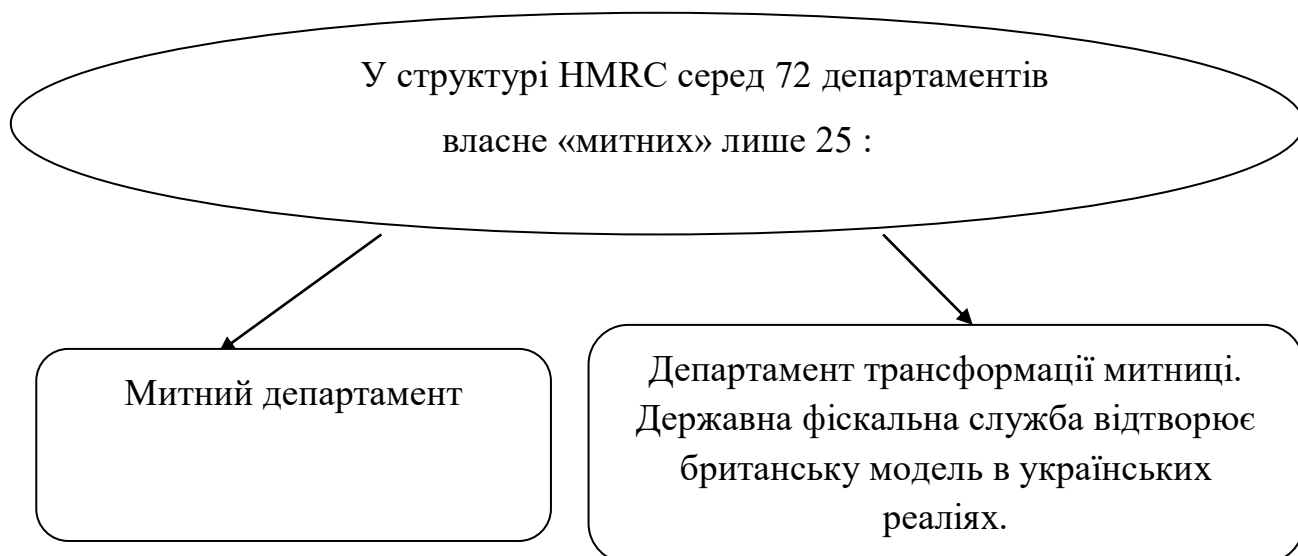 У структурі HMRC серед 72 департаментів
власне «митних» лише 25 :
Митний департамент
Департамент трансформації митниці.
Державна фіскальна служба відтворює
британську модель в українських
реаліях.